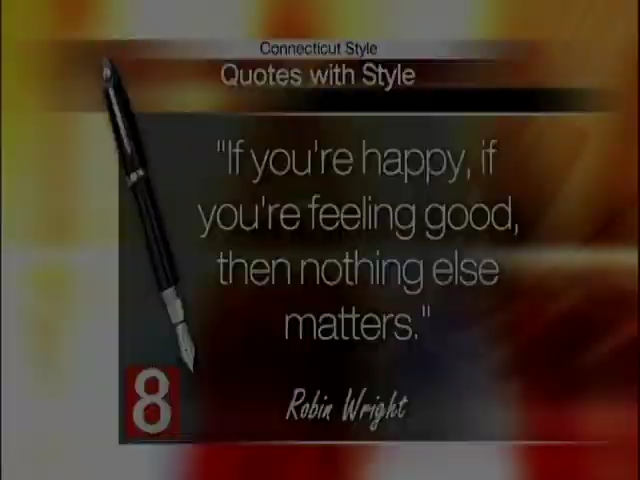 Connecticut Style
Quotes with Style
"If you're happy, if
you're feeling good,
then nothing else
matters."
Robin Wright
8